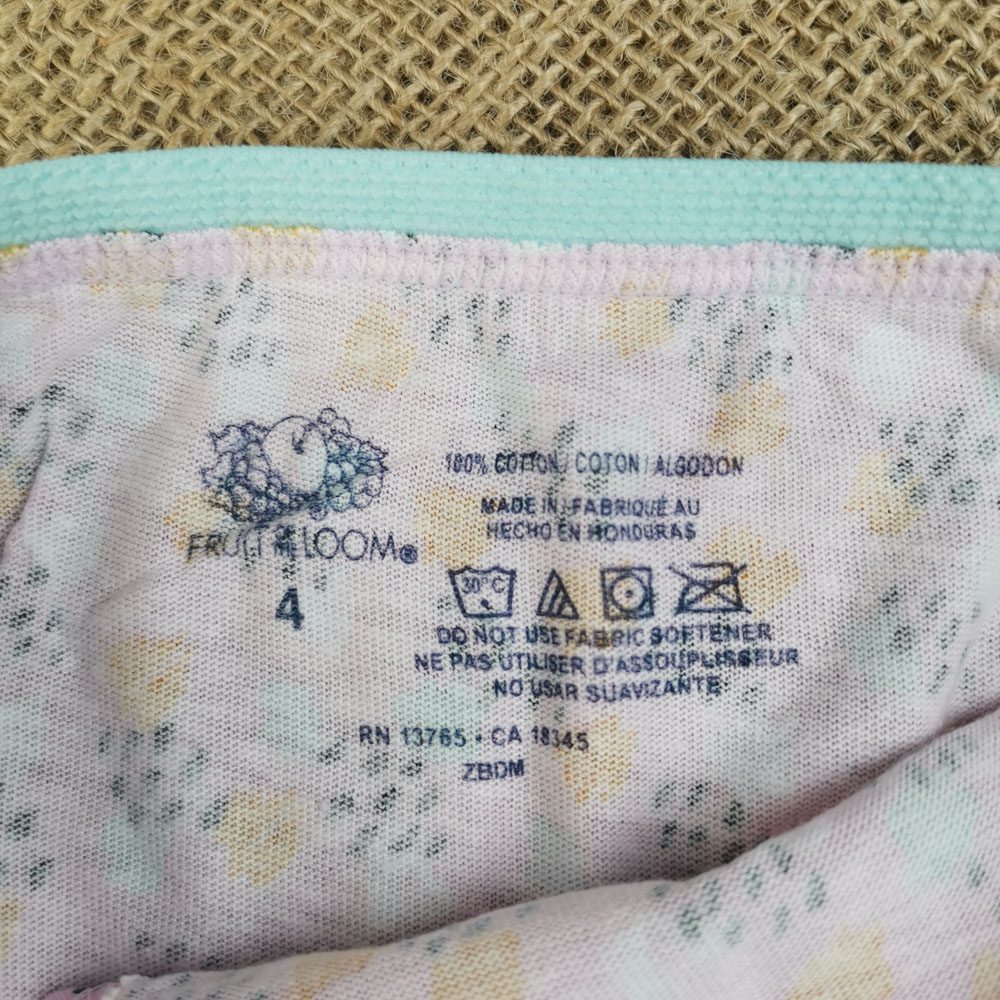 FRUIT OF THE LOOM®
4
100% COTTON / COTON / ALGODON
MADE IN / FABRIQUÉ AU
HECHO EN HONDURAS
30°C
DO NOT USE FABRIC SOFTENER
NE PAS UTILISER D'ASSOUPLISSEUR
NO USAR SUAVIZANTE
RN 13765 • CA 18345
ZBDM